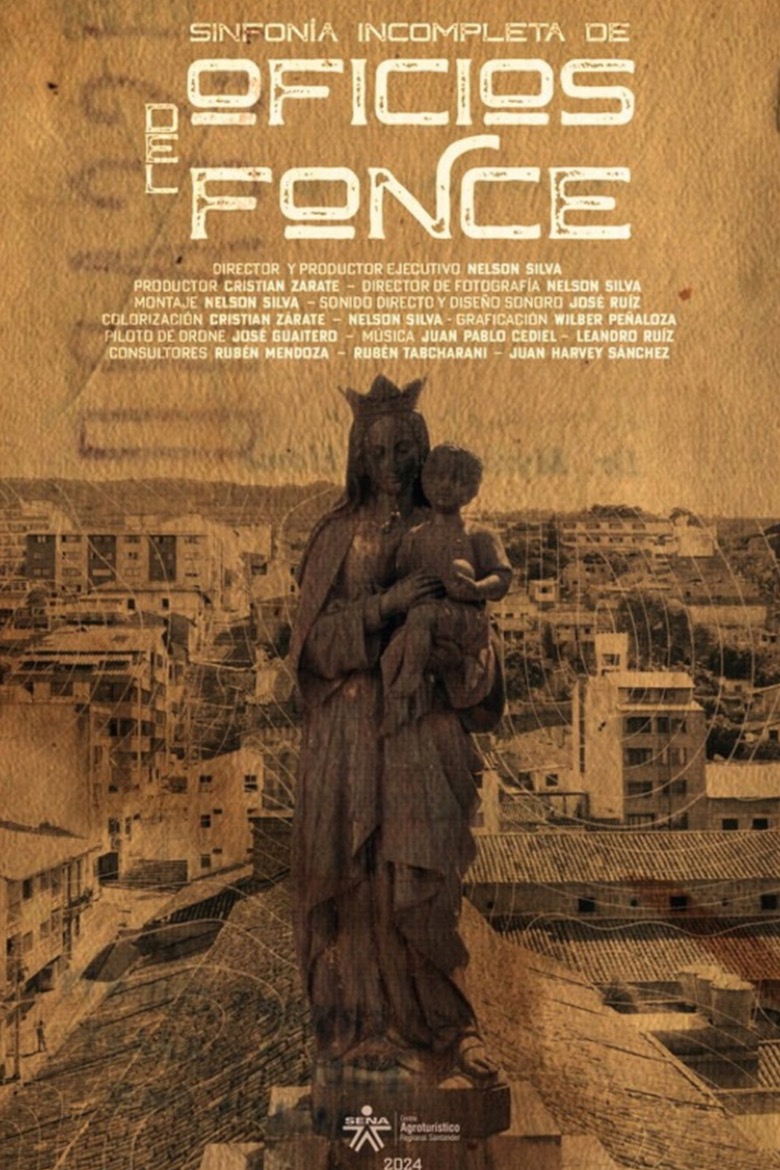 SINFONÍA INCOMPLETA DE
OFICIOS
DEL
FONCE
DIRECTOR Y PRODUCTOR EJECUTIVO NELSON SILVA
PRODUCTOR CRISTIAN ZARATE – DIRECTOR DE FOTOGRAFÍA NELSON SILVA
MONTAJE NELSON SILVA – SONIDO DIRECTO Y DISEÑO SONORO JOSÉ RUÍZ
COLORIZACIÓN CRISTIAN ZÁRATE – NELSON SILVA - GRAFICACIÓN WILBER PEÑALOZA
PILOTO DE DRONE JOSÉ GUAITERO – MÚSICA JUAN PABLO CEDIEL – LEANDRO RUÍZ
CONSULTORES RUBÉN MENDOZA – RUBÉN TABCHARANI – JUAN HARVEY SÁNCHEZ
SENA
Centro
Agroturístico
Regional Santander
2024